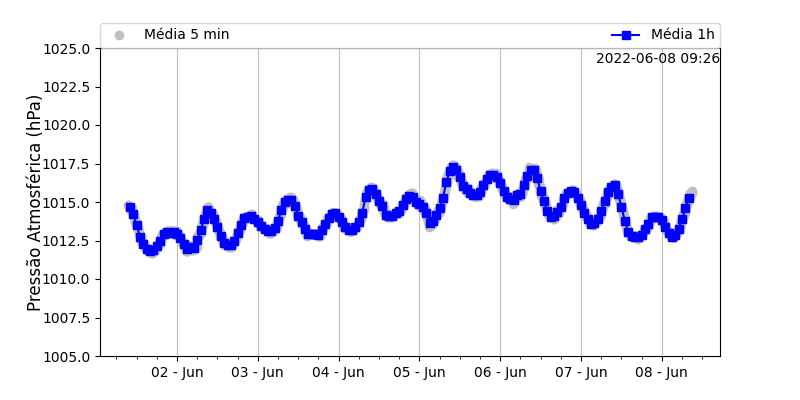 Média 5 min
Média 1h
2022-06-08 09:26
Pressão Atmosférica (hPa)
1025.0
1022.5
1020.0
1017.5
1015.0
1012.5
1010.0
1007.5
1005.0
02 - Jun
03 - Jun
04 - Jun
05 - Jun
06 - Jun
07 - Jun
08 - Jun